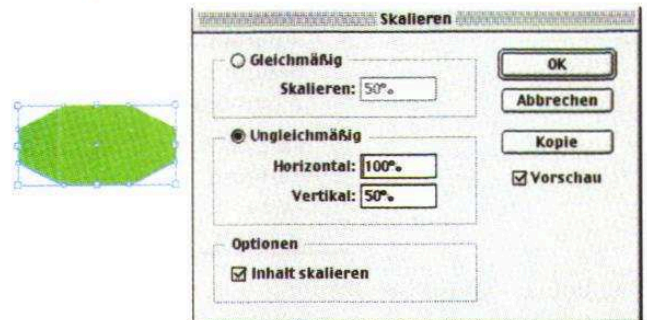 Skalieren
Gleichmäßig
Skalieren: 50%
Ungleichmäßig
Horizontal: 100%
Vertikal: 50%
Optionen
Inhalt skalieren
OK
Abbrechen
Kopie
Vorschau